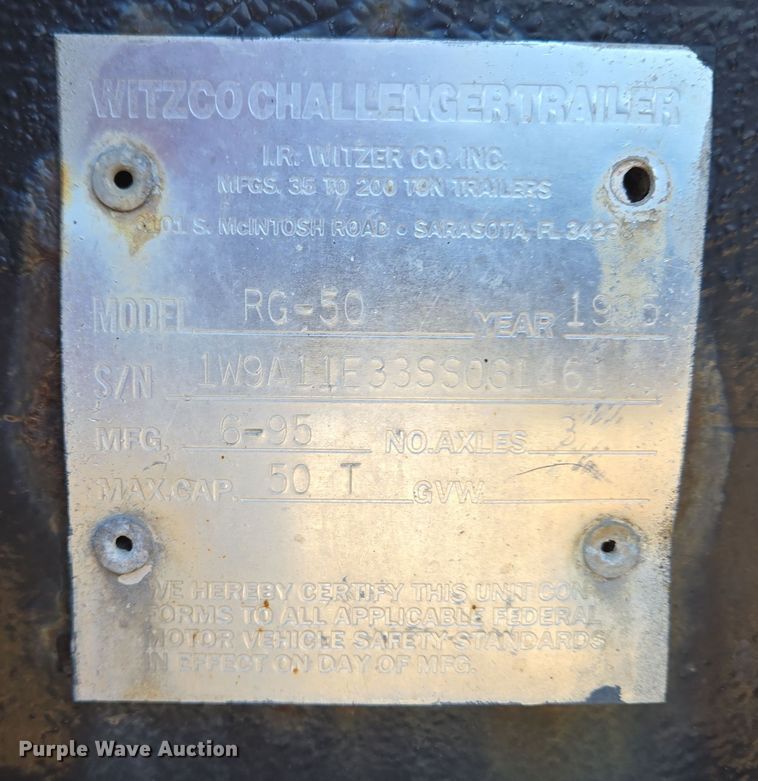 WITZCO CHALLENGER TRAILER
I.R. WITZER CO. INC.
MFGS. 35 TO 200 TON TRAILERS
S. McINTOSH ROAD • SARASOTA, FL
MODEL RG-50 YEAR 1995
S/N
MFG. 6-95 NO. AXLES 3
MAX. CAP. 50 T GVW
WE HEREBY CERTIFY THIS UNIT CON
FORMS TO ALL APPLICABLE FEDERAL
MOTOR VEHICLE SAFETY STANDARDS
IN EFFECT ON DAY OF MFG.
Purple Wave Auction